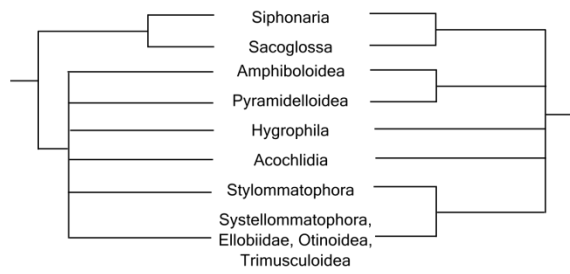 Siphonaria
Sacoglossa
Amphiboloidea
Pyramidelloidea
Hygrophila
Acochlidia
Stylommatophora
Systellommatophora,
Ellobiidae, Otinoidea,
Trimusculoidea